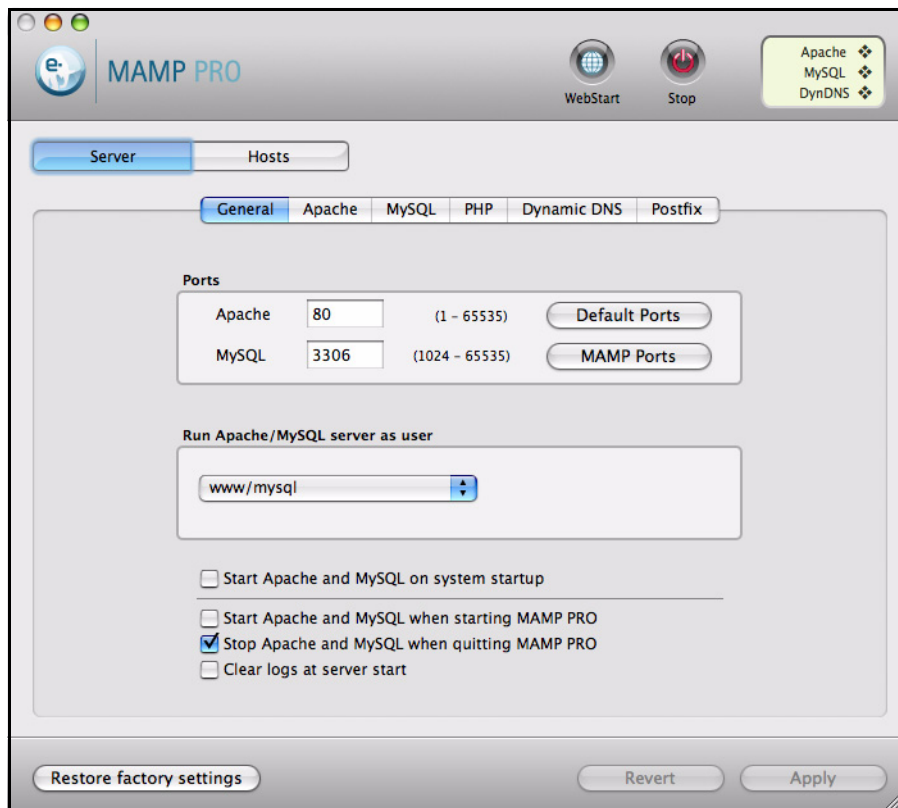 e.
MAMP PRO
WebStart
Stop
Apache
MySQL
DynDNS
Server
Hosts
General
Apache
MySQL
PHP
Dynamic DNS
Postfix
Ports
Apache 80 (1 - 65535) Default Ports
MySQL 3306 (1024 - 65535) MAMP Ports
Run Apache/MySQL server as user
www/mysql
Start Apache and MySQL on system startup
Start Apache and MySQL when starting MAMP PRO
Stop Apache and MySQL when quitting MAMP PRO
Clear logs at server start
Restore factory settings
Revert
Apply